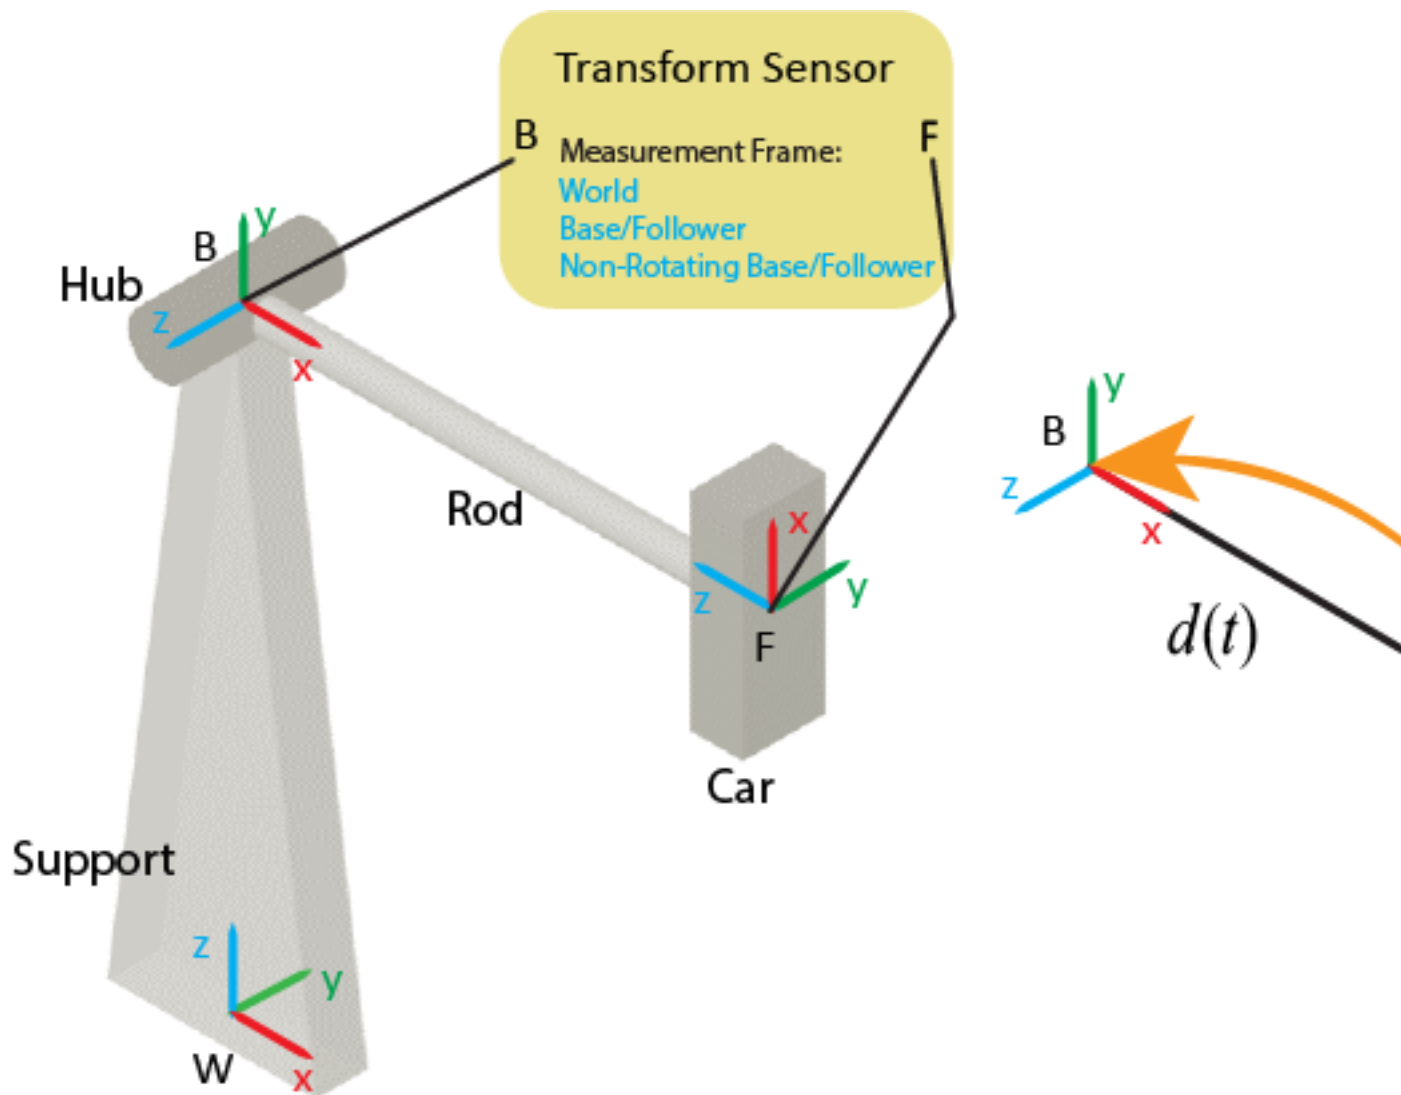 Transform Sensor
B
F
Measurement Frame:
World
Base/Follower
Non-Rotating Base/Follower
y
B
Hub
z
x
Rod
x
z
y
F
Car
Support
z
y
W
x
y
B
z
x
d(t)